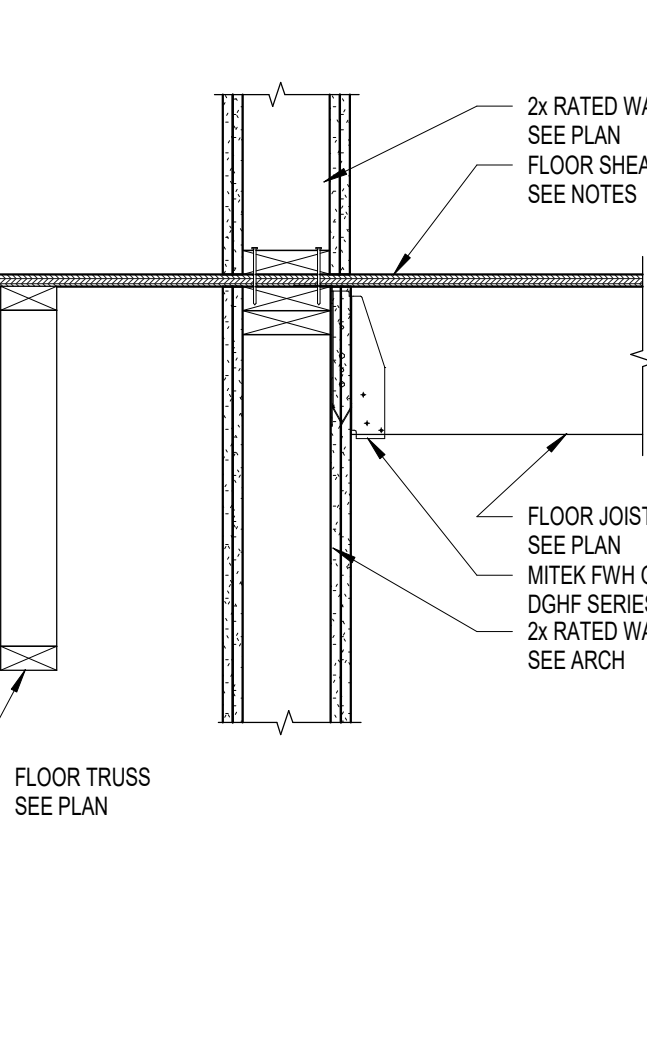 2x RATED WA
SEE PLAN
FLOOR SHEA
SEE NOTES
FLOOR JOIST
SEE PLAN
MITEK FWH O
DGHF SERIES
2x RATED WA
SEE ARCH
FLOOR TRUSS
SEE PLAN